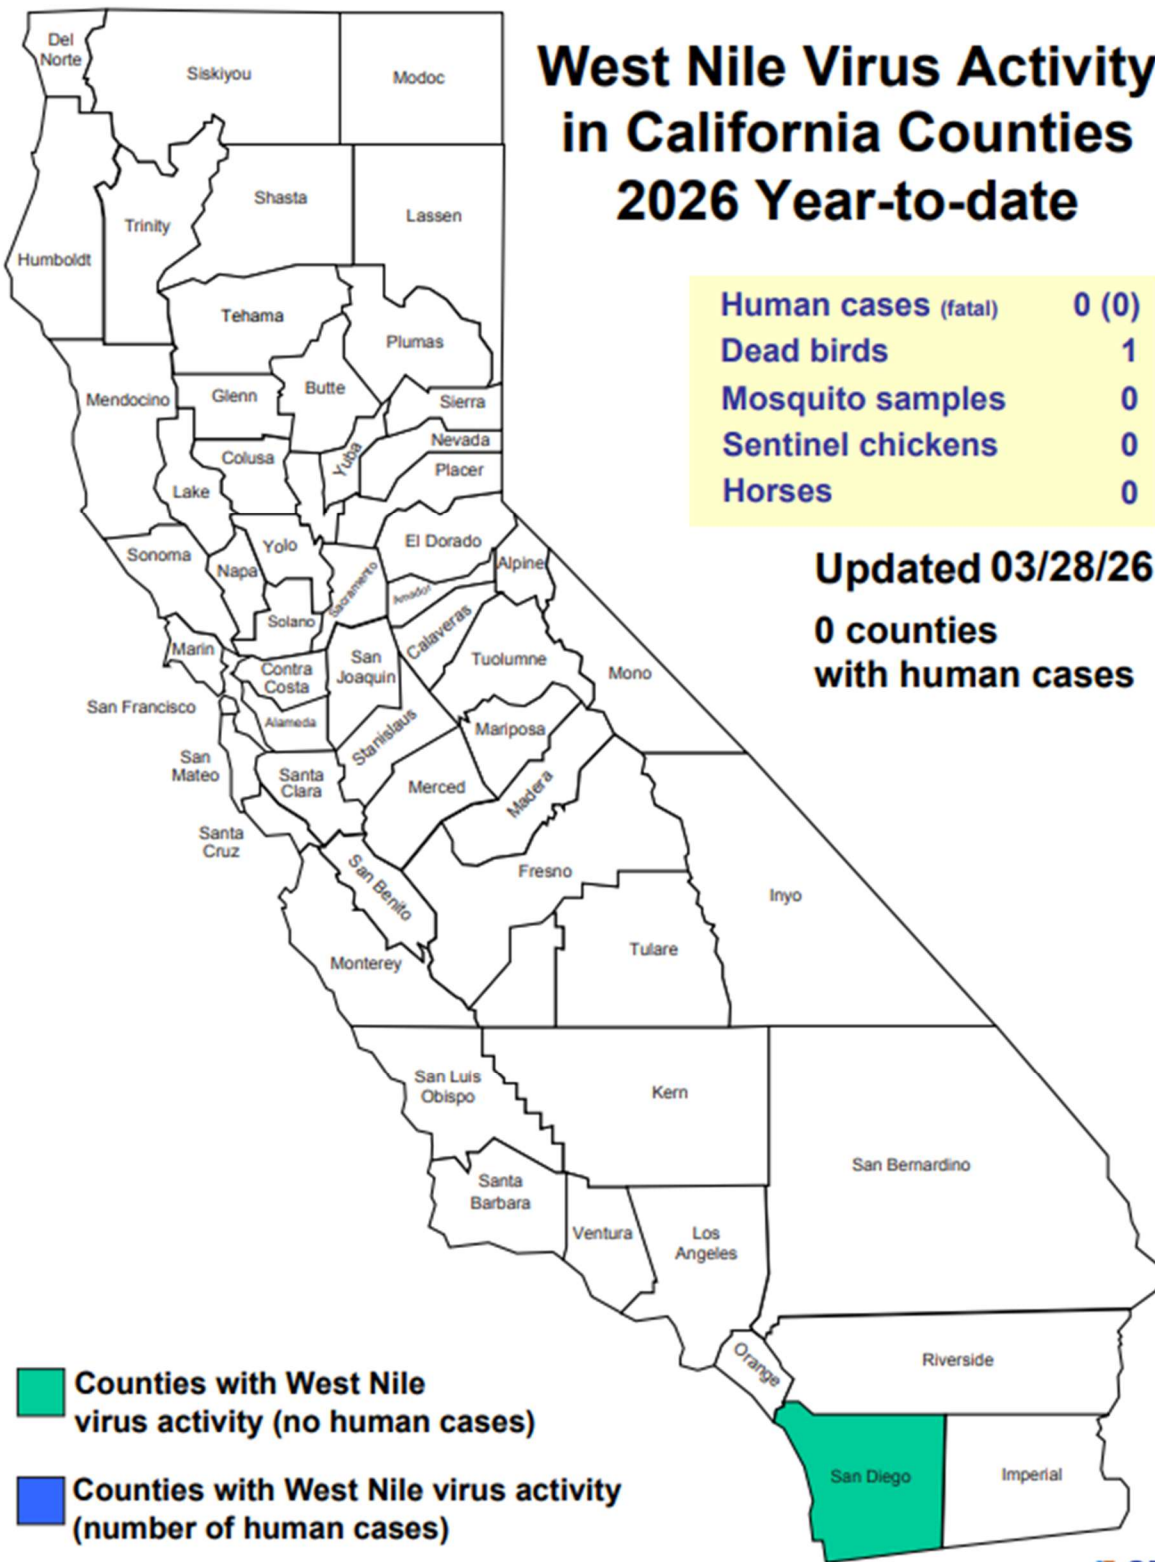 West Nile Virus Activity
in California Counties
2026 Year-to-date
Human cases (fatal) 0 (0)
Dead birds 1
Mosquito samples 0
Sentinel chickens 0
Horses 0
Updated 03/28/26
0 counties
with human cases
Del
Norte
Siskiyou
Modoc
Shasta
Lassen
Trinity
Humboldt
Tehama
Plumas
Mendocino
Glenn
Butte
Sierra
Colusa
Yuba
Nevada
Placer
Lake
Sonoma
Napa
Yolo
Sacramento
El Dorado
Alpine
Amador
Solano
Calaveras
Marin
Contra
Costa
San
Joaquin
Tuolumne
Mono
San Francisco
Alameda
Stanislaus
Mariposa
San
Mateo
Santa
Clara
Merced
Madera
Santa
Cruz
San Benito
Fresno
Inyo
Monterey
Tulare
San Luis
Obispo
Kern
San Bernardino
Santa
Barbara
Ventura
Los
Angeles
Orange
Riverside
San Diego
Imperial
Counties with West Nile
virus activity (no human cases)
Counties with West Nile virus activity
(number of human cases)